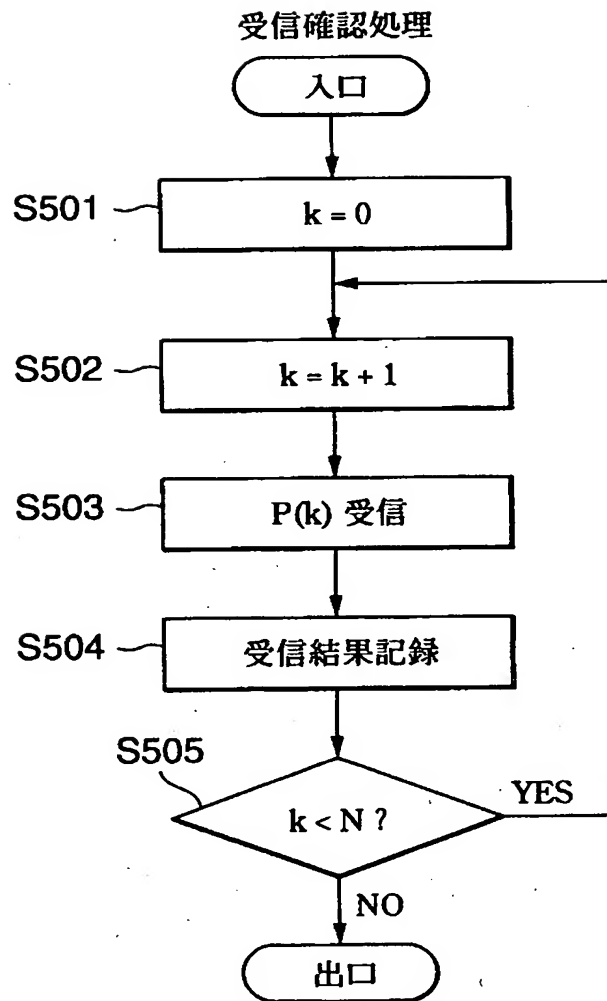 受信確認処理
入口
S501
k = 0
S502
k = k + 1
S503
P(k) 受信
S504
受信結果記録
S505
k < N ?
YES
NO
出口